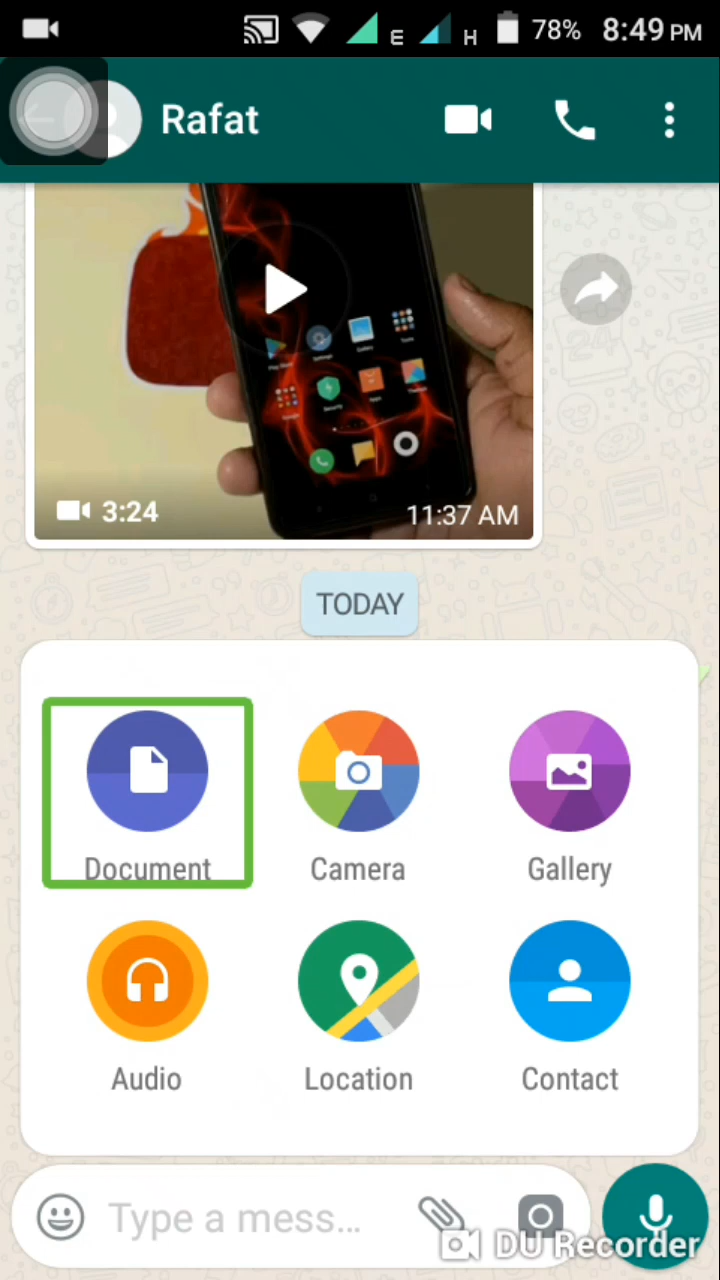 E H 78% 8:49 PM
Rafat
3:24
11:37 AM
TODAY
Document Camera Gallery
Audio Location Contact
Type a mess...
DU Recorder